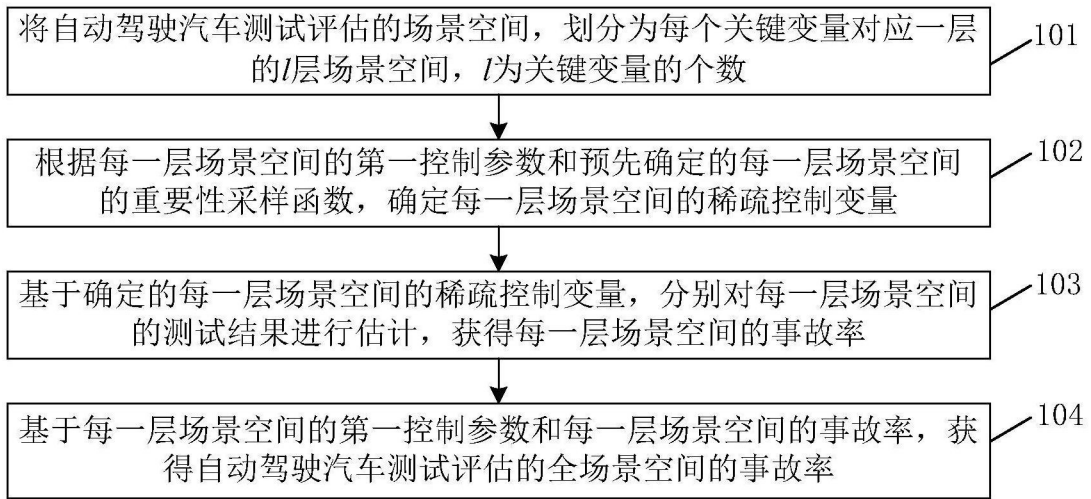 将自动驾驶汽车测试评估的场景空间，划分为每个关键变量对应一层
的l层场景空间，l为关键变量的个数
101
根据每一层场景空间的第一控制参数和预先确定的每一层场景空间
的重要性采样函数，确定每一层场景空间的稀疏控制变量
102
基于确定的每一层场景空间的稀疏控制变量，分别对每一层场景空间
的测试结果进行估计，获得每一层场景空间的事故率
103
基于每一层场景空间的第一控制参数和每一层场景空间的事故率，获
得自动驾驶汽车测试评估的全场景空间的事故率
104